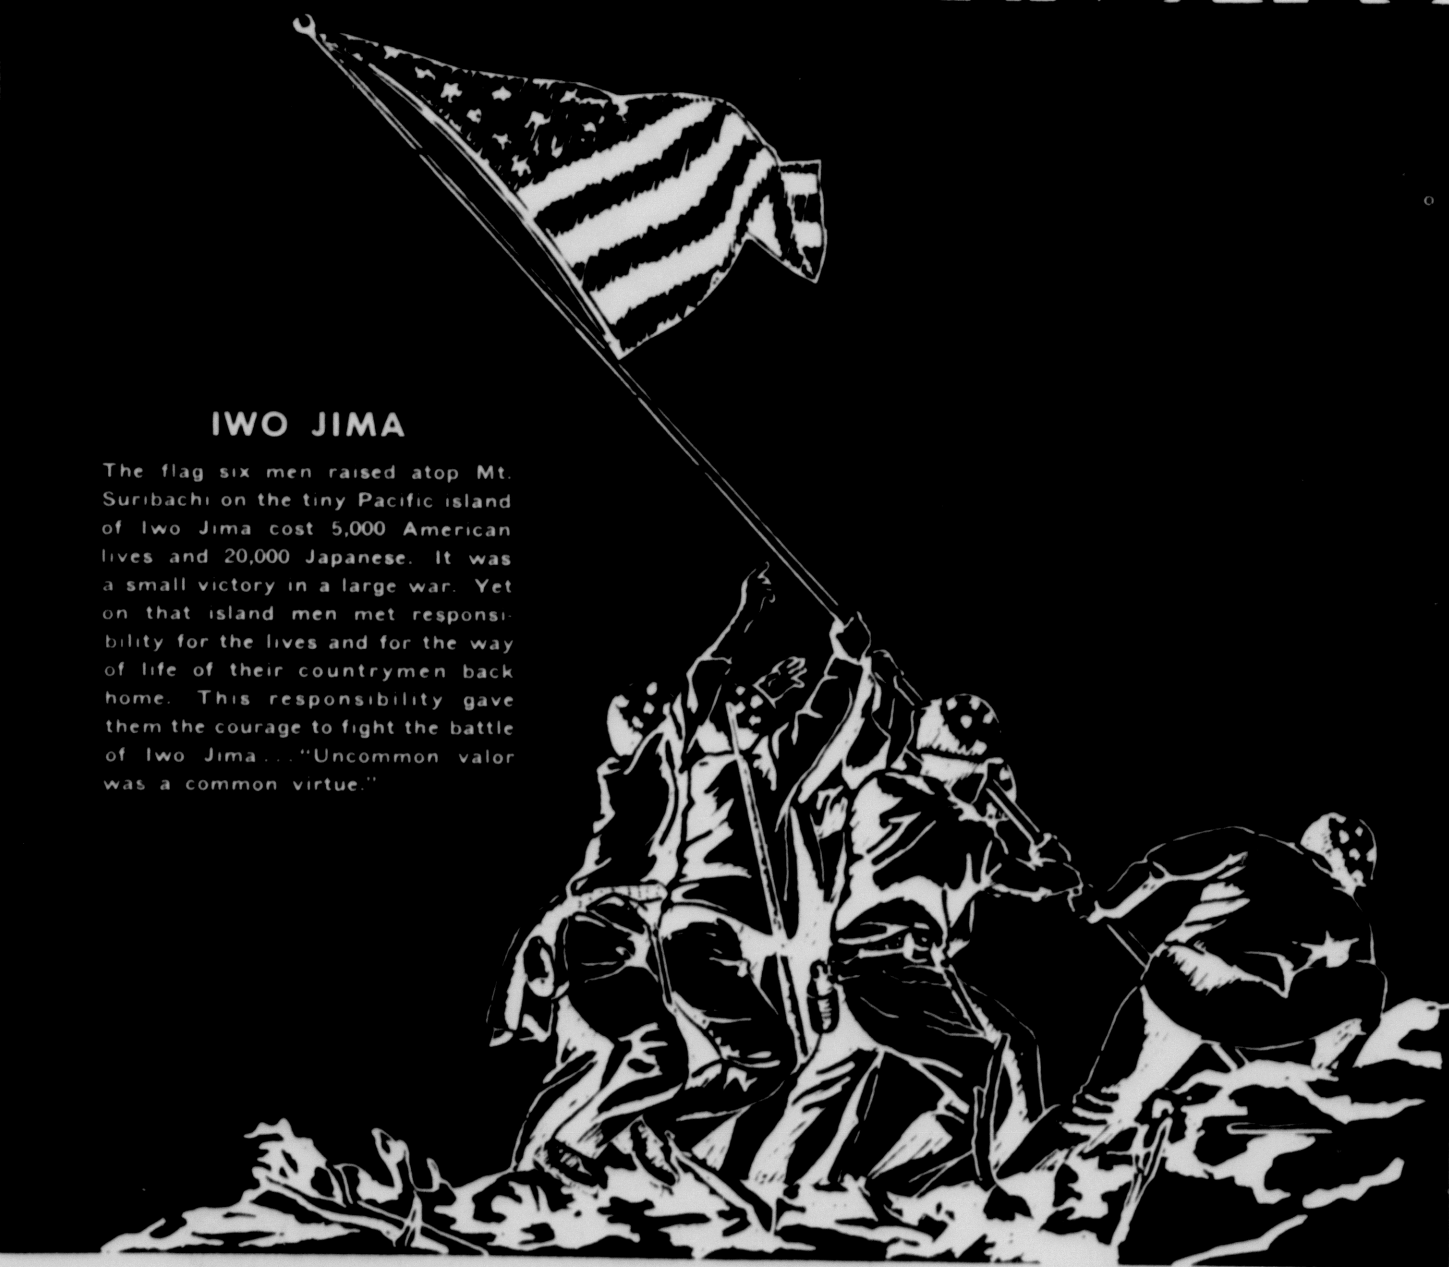 IWO JIMA
The flag six men raised atop Mt.
Suribachi on the tiny Pacific island
of Iwo Jima cost 5,000 American
lives and 20,000 Japanese. It was
a small victory in a large war. Yet
on that island men met responsi-
bility for the lives and for the way
of life of their countrymen back
home. This responsibility gave
them the courage to fight the battle
of Iwo Jima..."Uncommon valor
was a common virtue."